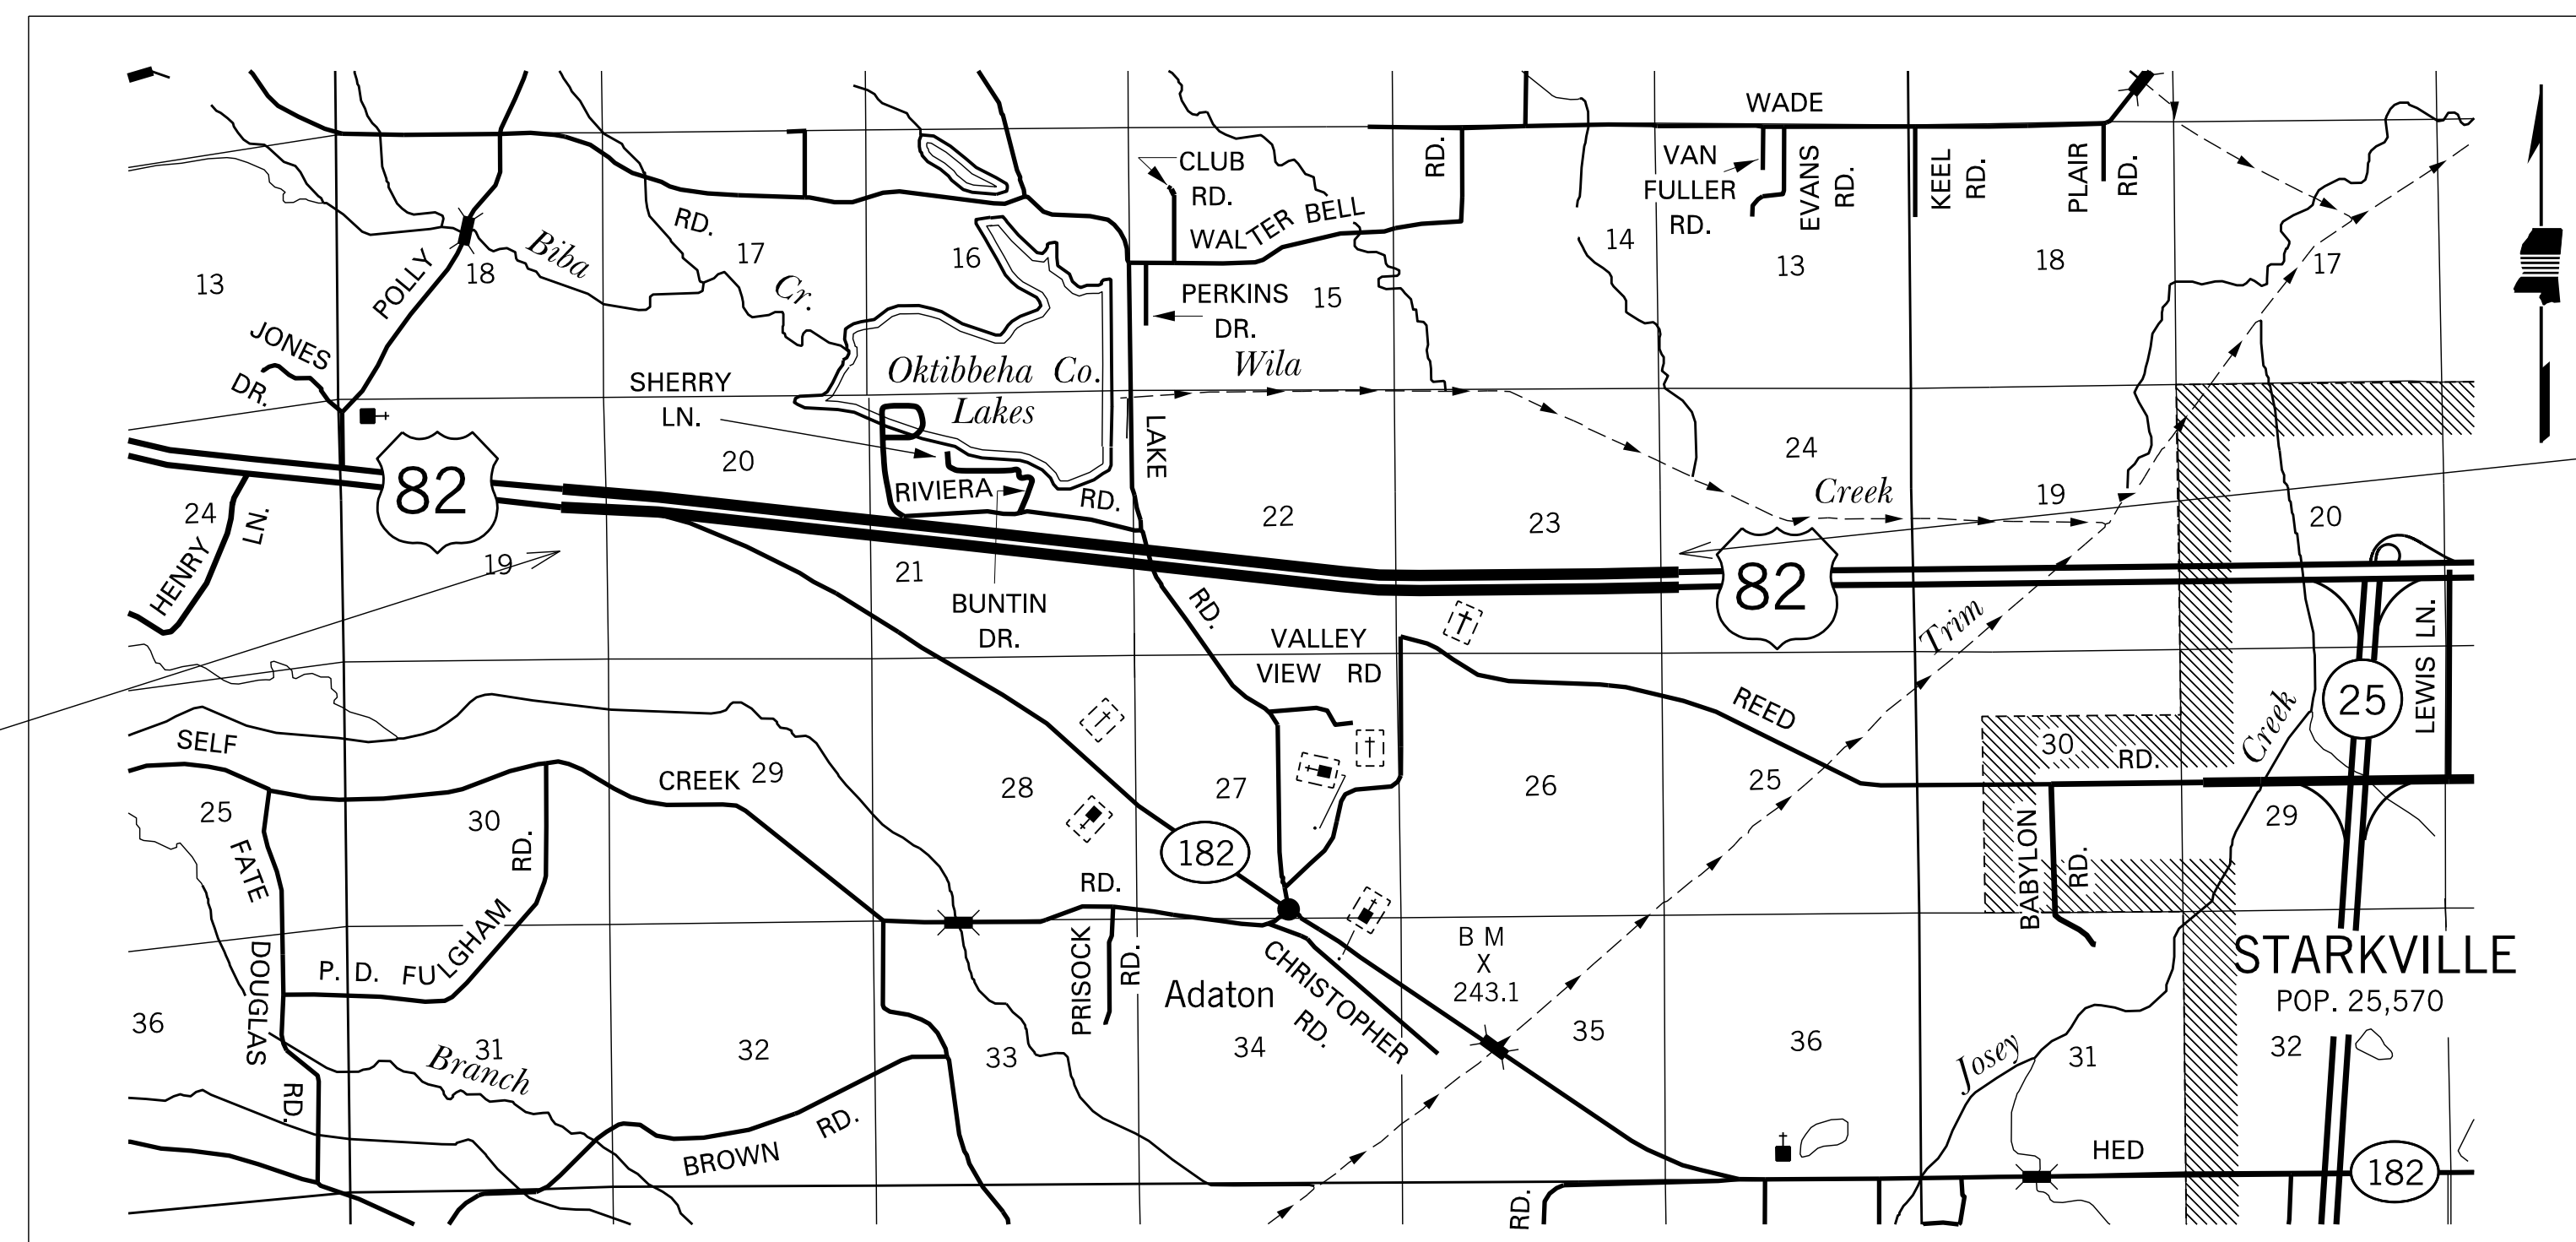 WADE
CLUB
RD.
WALTER BELL
RD.
VAN
FULLER
RD.
EVANS
RD.
KEEL
RD.
PLAIR
RD.
RD.
Biba
Cr.
POLLY
13
18
17
16
14
13
18
17
JONES
DR.
PERKINS
DR.
15
SHERRY
LN.
Oktibbeha Co.
Lakes
Wila
LAKE
RD.
82
20
RIVIERA
RD.
24
Creek
19
24
HENRY
LN.
19
21
22
23
82
20
BUNTIN
DR.
VALLEY
VIEW RD
Trim
LEWIS LN.
25
REED
RD.
Creek
SELF
CREEK
RD.
29
28
27
26
25
30
29
25
30
FATE
DOUGLAS
RD.
P. D. FULGHAM
RD.
182
BABYLON
RD.
PRISOCK
RD.
Adaton
CHRISTOPHER
RD.
B M
X
243.1
STARKVILLE
POP. 25,570
36
31
32
33
34
35
36
31
32
Branch
Josey
BROWN
RD.
RD.
HED
182